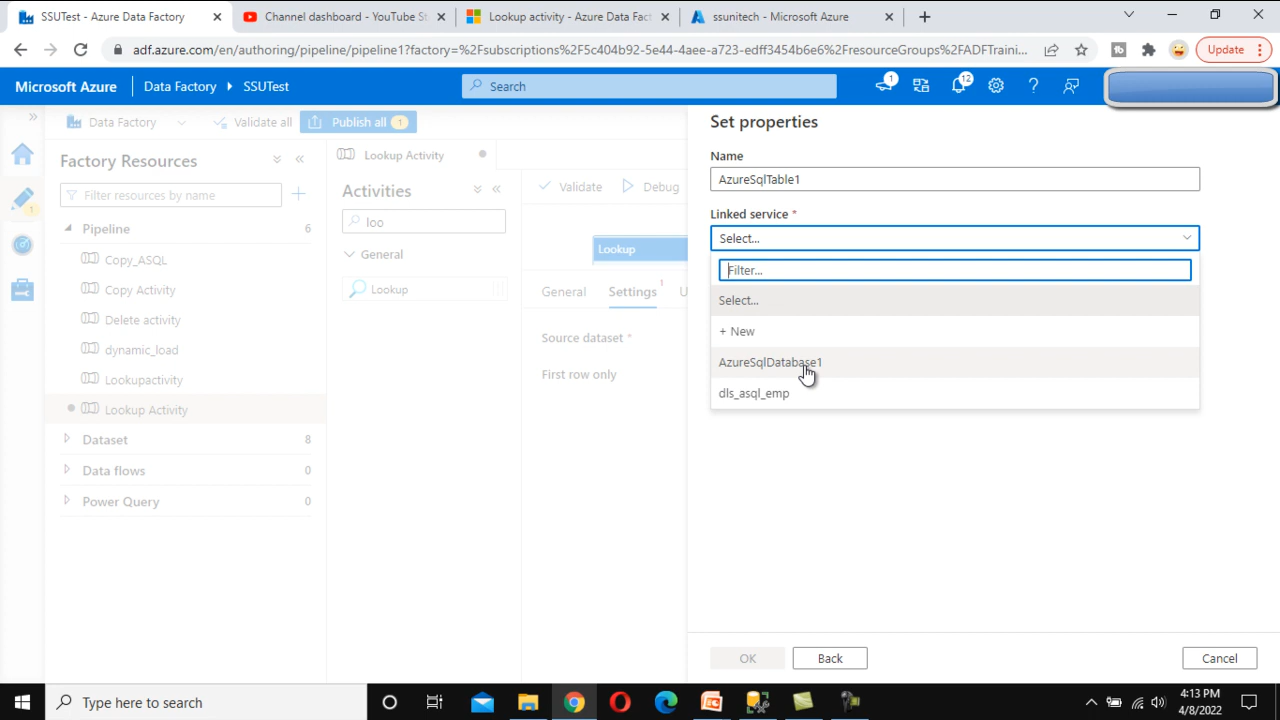 SSUTest - Azure Data Factory
Channel dashboard - YouTube St
Lookup activity - Azure Data Fact
ssunitech - Microsoft Azure
adf.azure.com/en/authoring/pipeline/pipeline1?factory=%2Fsubscriptions%2F5c404b92-5e44-4aee-a723-edff3454b6e6%2FresourceGroups%2FADFTraini...
Update
Microsoft Azure
Data Factory
SSUTest
Search
1
12
Data Factory
Validate all
Publish all
1
Factory Resources
Filter resources by name
Pipeline
6
Copy_ASQL
Copy Activity
Delete activity
dynamic_load
Lookupactivity
Lookup Activity
Dataset
8
Data flows
0
Power Query
0
Lookup Activity
Activities
loo
General
Lookup
Validate
Debug
Lookup
General
Settings
1
U
Source dataset *
First row only
Set properties
Name
AzureSqlTable1
Linked service *
Select...
Filter...
Select...
+ New
AzureSqlDatabase1
dls_asql_emp
OK
Back
Cancel
Type here to search
4:13 PM
4/8/2022